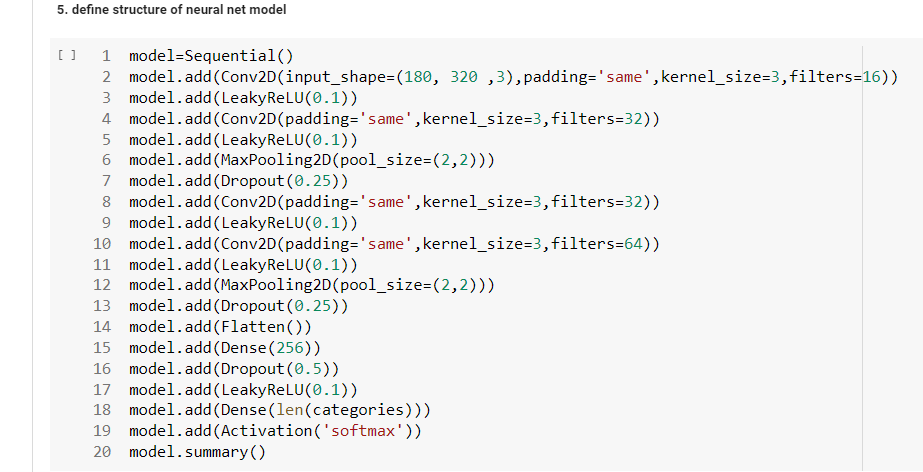 5. define structure of neural net model
[ ] 1 model=Sequential()
2 model.add(Conv2D(input_shape=(180, 320 ,3),padding='same',kernel_size=3,filters=16))
3 model.add(LeakyReLU(0.1))
4 model.add(Conv2D(padding='same',kernel_size=3,filters=32))
5 model.add(LeakyReLU(0.1))
6 model.add(MaxPooling2D(pool_size=(2,2)))
7 model.add(Dropout(0.25))
8 model.add(Conv2D(padding='same',kernel_size=3,filters=32))
9 model.add(LeakyReLU(0.1))
10 model.add(Conv2D(padding='same',kernel_size=3,filters=64))
11 model.add(LeakyReLU(0.1))
12 model.add(MaxPooling2D(pool_size=(2,2)))
13 model.add(Dropout(0.25))
14 model.add(Flatten())
15 model.add(Dense(256))
16 model.add(Dropout(0.5))
17 model.add(LeakyReLU(0.1))
18 model.add(Dense(len(categories)))
19 model.add(Activation('softmax'))
20 model.summary()